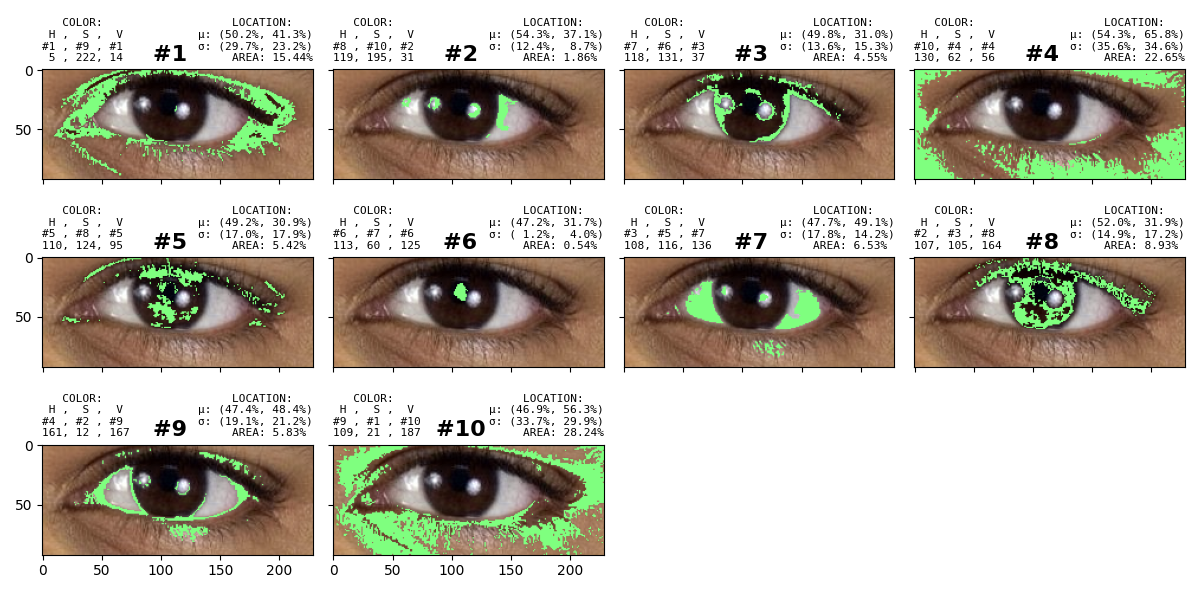 COLOR: LOCATION:
H , S , V μ: (50.2%, 41.3%)
#1 , #9 , #1 #1 σ: (29.7%, 23.2%)
5 , 222, 14 AREA: 15.44%
COLOR: LOCATION:
H , S , V μ: (54.3%, 37.1%)
#8 , #10, #2 #2 σ: (12.4%, 8.7%)
119, 195, 31 AREA: 1.86%
COLOR: LOCATION:
H , S , V μ: (49.8%, 31.0%)
#7 , #6 , #3 #3 σ: (13.6%, 15.3%)
118, 131, 37 AREA: 4.55%
COLOR: LOCATION:
H , S , V μ: (54.3%, 65.8%)
#10, #4 , #4 #4 σ: (35.6%, 34.6%)
130, 62 , 56 AREA: 22.65%
0
50
COLOR: LOCATION:
H , S , V μ: (49.2%, 30.9%)
#5 , #8 , #5 #5 σ: (17.0%, 17.9%)
110, 124, 95 AREA: 5.42%
COLOR: LOCATION:
H , S , V μ: (47.2%, 31.7%)
#6 , #7 , #6 #6 σ: ( 1.2%, 4.0%)
113, 60 , 125 AREA: 0.54%
COLOR: LOCATION:
H , S , V μ: (47.7%, 49.1%)
#3 , #5 , #7 #7 σ: (17.8%, 14.2%)
108, 116, 136 AREA: 6.53%
COLOR: LOCATION:
H , S , V μ: (52.0%, 31.9%)
#2 , #3 , #8 #8 σ: (14.9%, 17.2%)
107, 105, 164 AREA: 8.93%
0
50
COLOR: LOCATION:
H , S , V μ: (47.4%, 48.4%)
#4 , #2 , #9 #9 σ: (19.1%, 21.2%)
161, 12 , 167 AREA: 5.83%
COLOR: LOCATION:
H , S , V μ: (46.9%, 56.3%)
#9 , #1 , #10 #10 σ: (33.7%, 29.9%)
109, 21 , 187 AREA: 28.24%
0
50
0 50 100 150 200
0 50 100 150 200